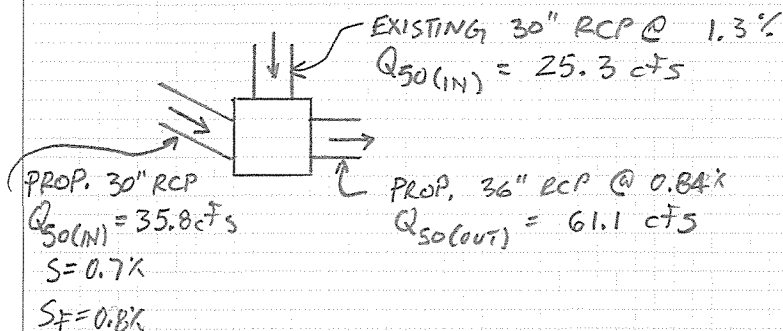 EXISTING 30" RCP @ 1.3%
Q50(IN) = 25.3 cfs
PROP. 30" RCP
Q50(IN) = 35.8 cfs
S = 0.7%
SF = 0.8%
PROP. 36" RCP @ 0.84%
Q50(OUT) = 61.1 cfs